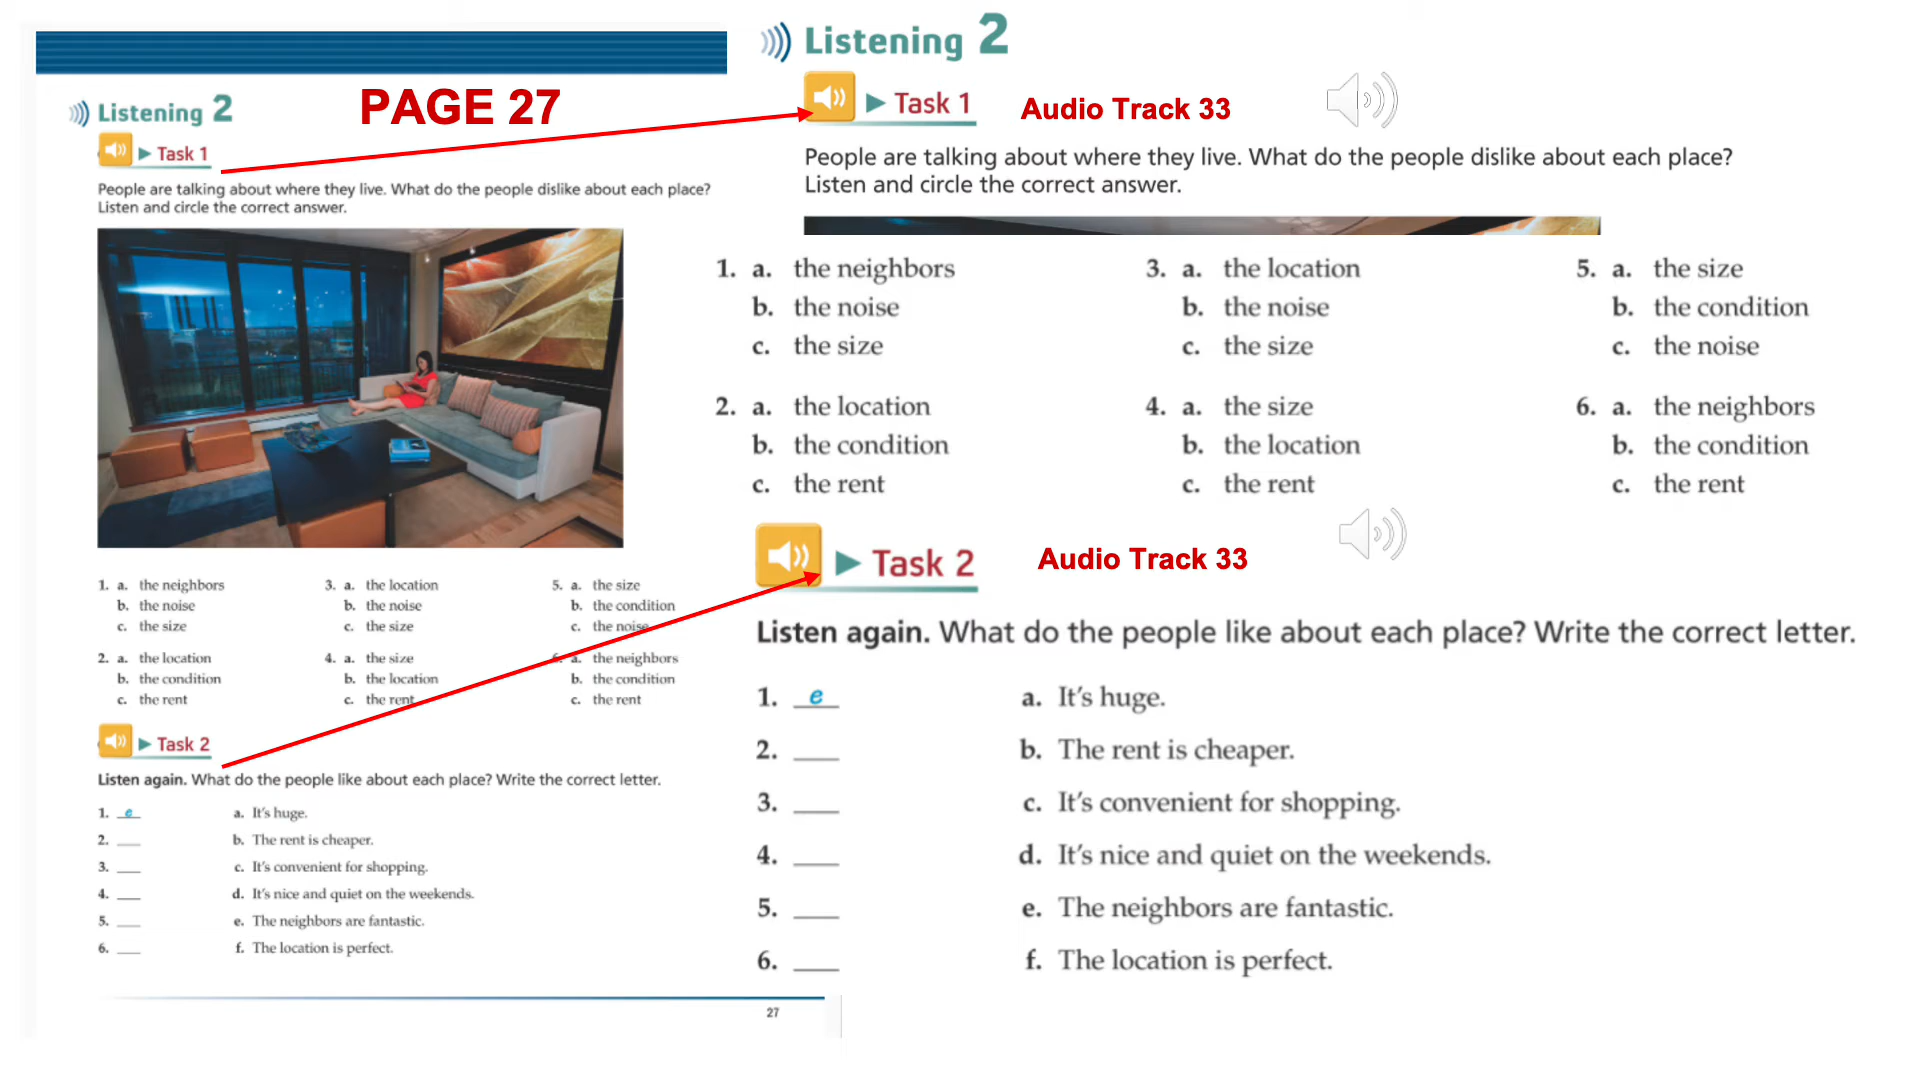 Listening 2
PAGE 27
Task 1
People are talking about where they live. What do the people dislike about each place?
Listen and circle the correct answer.
1. a. the neighbors
b. the noise
c. the size
2. a. the location
b. the condition
c. the rent
3. a. the location
b. the noise
c. the size
4. a. the size
b. the location
c. the rent
5. a. the size
b. the condition
c. the noise
6. a. the neighbors
b. the condition
c. the rent
Task 2
Listen again. What do the people like about each place? Write the correct letter.
1. e a. It's huge.
2. ___ b. The rent is cheaper.
3. ___ c. It's convenient for shopping.
4. ___ d. It's nice and quiet on the weekends.
5. ___ e. The neighbors are fantastic.
6. ___ f. The location is perfect.
27
Listening 2
Task 1 Audio Track 33
People are talking about where they live. What do the people dislike about each place?
Listen and circle the correct answer.
1. a. the neighbors
b. the noise
c. the size
2. a. the location
b. the condition
c. the rent
3. a. the location
b. the noise
c. the size
4. a. the size
b. the location
c. the rent
5. a. the size
b. the condition
c. the noise
6. a. the neighbors
b. the condition
c. the rent
Task 2 Audio Track 33
Listen again. What do the people like about each place? Write the correct letter.
1. e a. It's huge.
2. ___ b. The rent is cheaper.
3. ___ c. It's convenient for shopping.
4. ___ d. It's nice and quiet on the weekends.
5. ___ e. The neighbors are fantastic.
6. ___ f. The location is perfect.